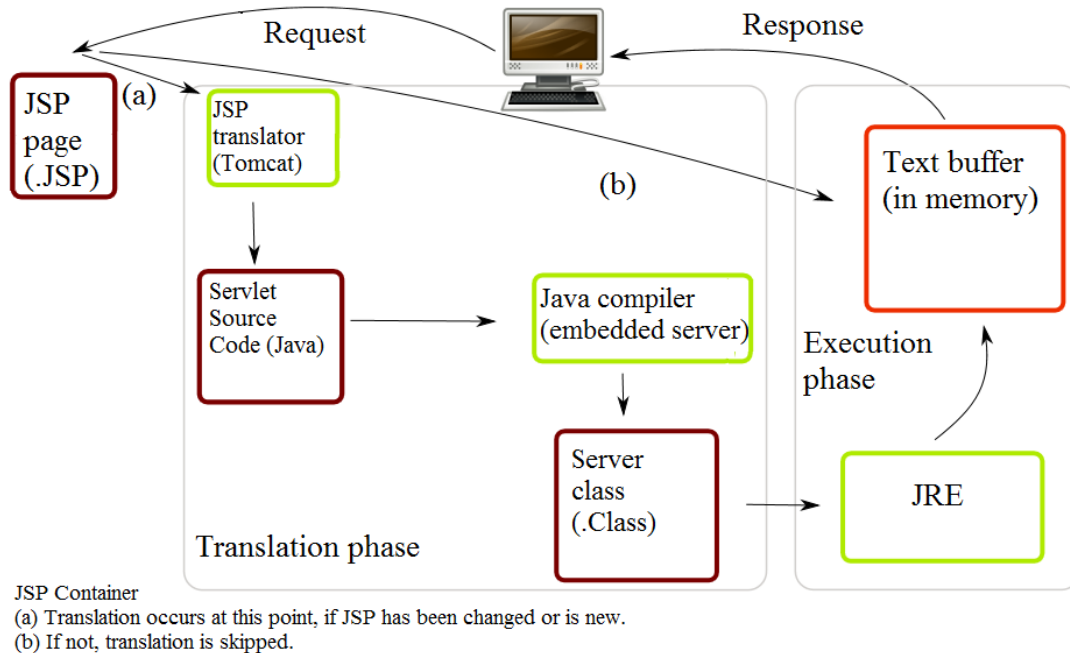 Request
Response
JSP
page
(.JSP)
(a)
JSP
translator
(Tomcat)
(b)
Text buffer
(in memory)
Servlet
Source
Code (Java)
Java compiler
(embedded server)
Execution
phase
Server
class
(.Class)
JRE
Translation phase
JSP Container
(a) Translation occurs at this point, if JSP has been changed or is new.
(b) If not, translation is skipped.